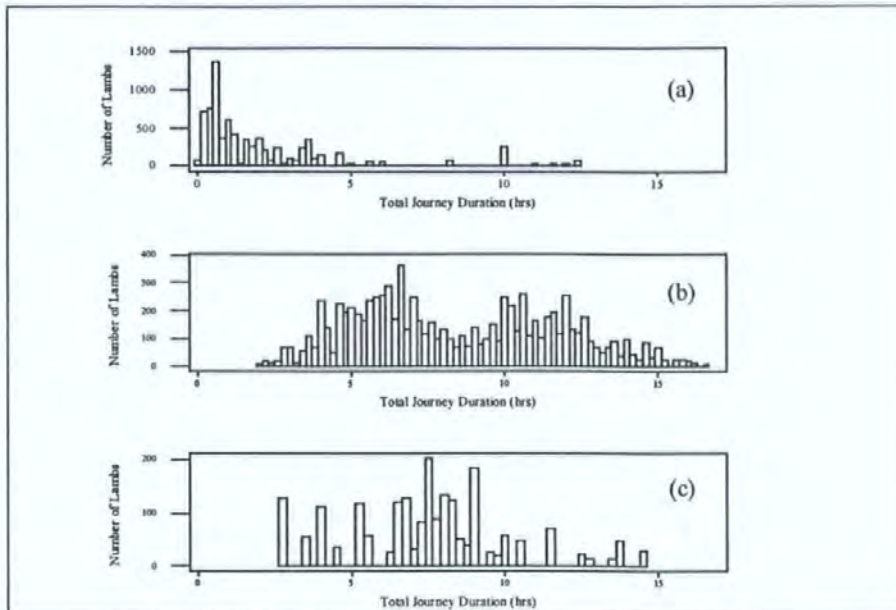 1500
1000
500
0
Number of Lambs
(a)
0 5 10 15
Total Journey Duration (hrs)
400
300
200
100
0
Number of Lambs
(b)
0 5 10 15
Total Journey Duration (hrs)
200
100
0
Number of Lambs
(c)
0 5 10 15
Total Journey Duration (hrs)